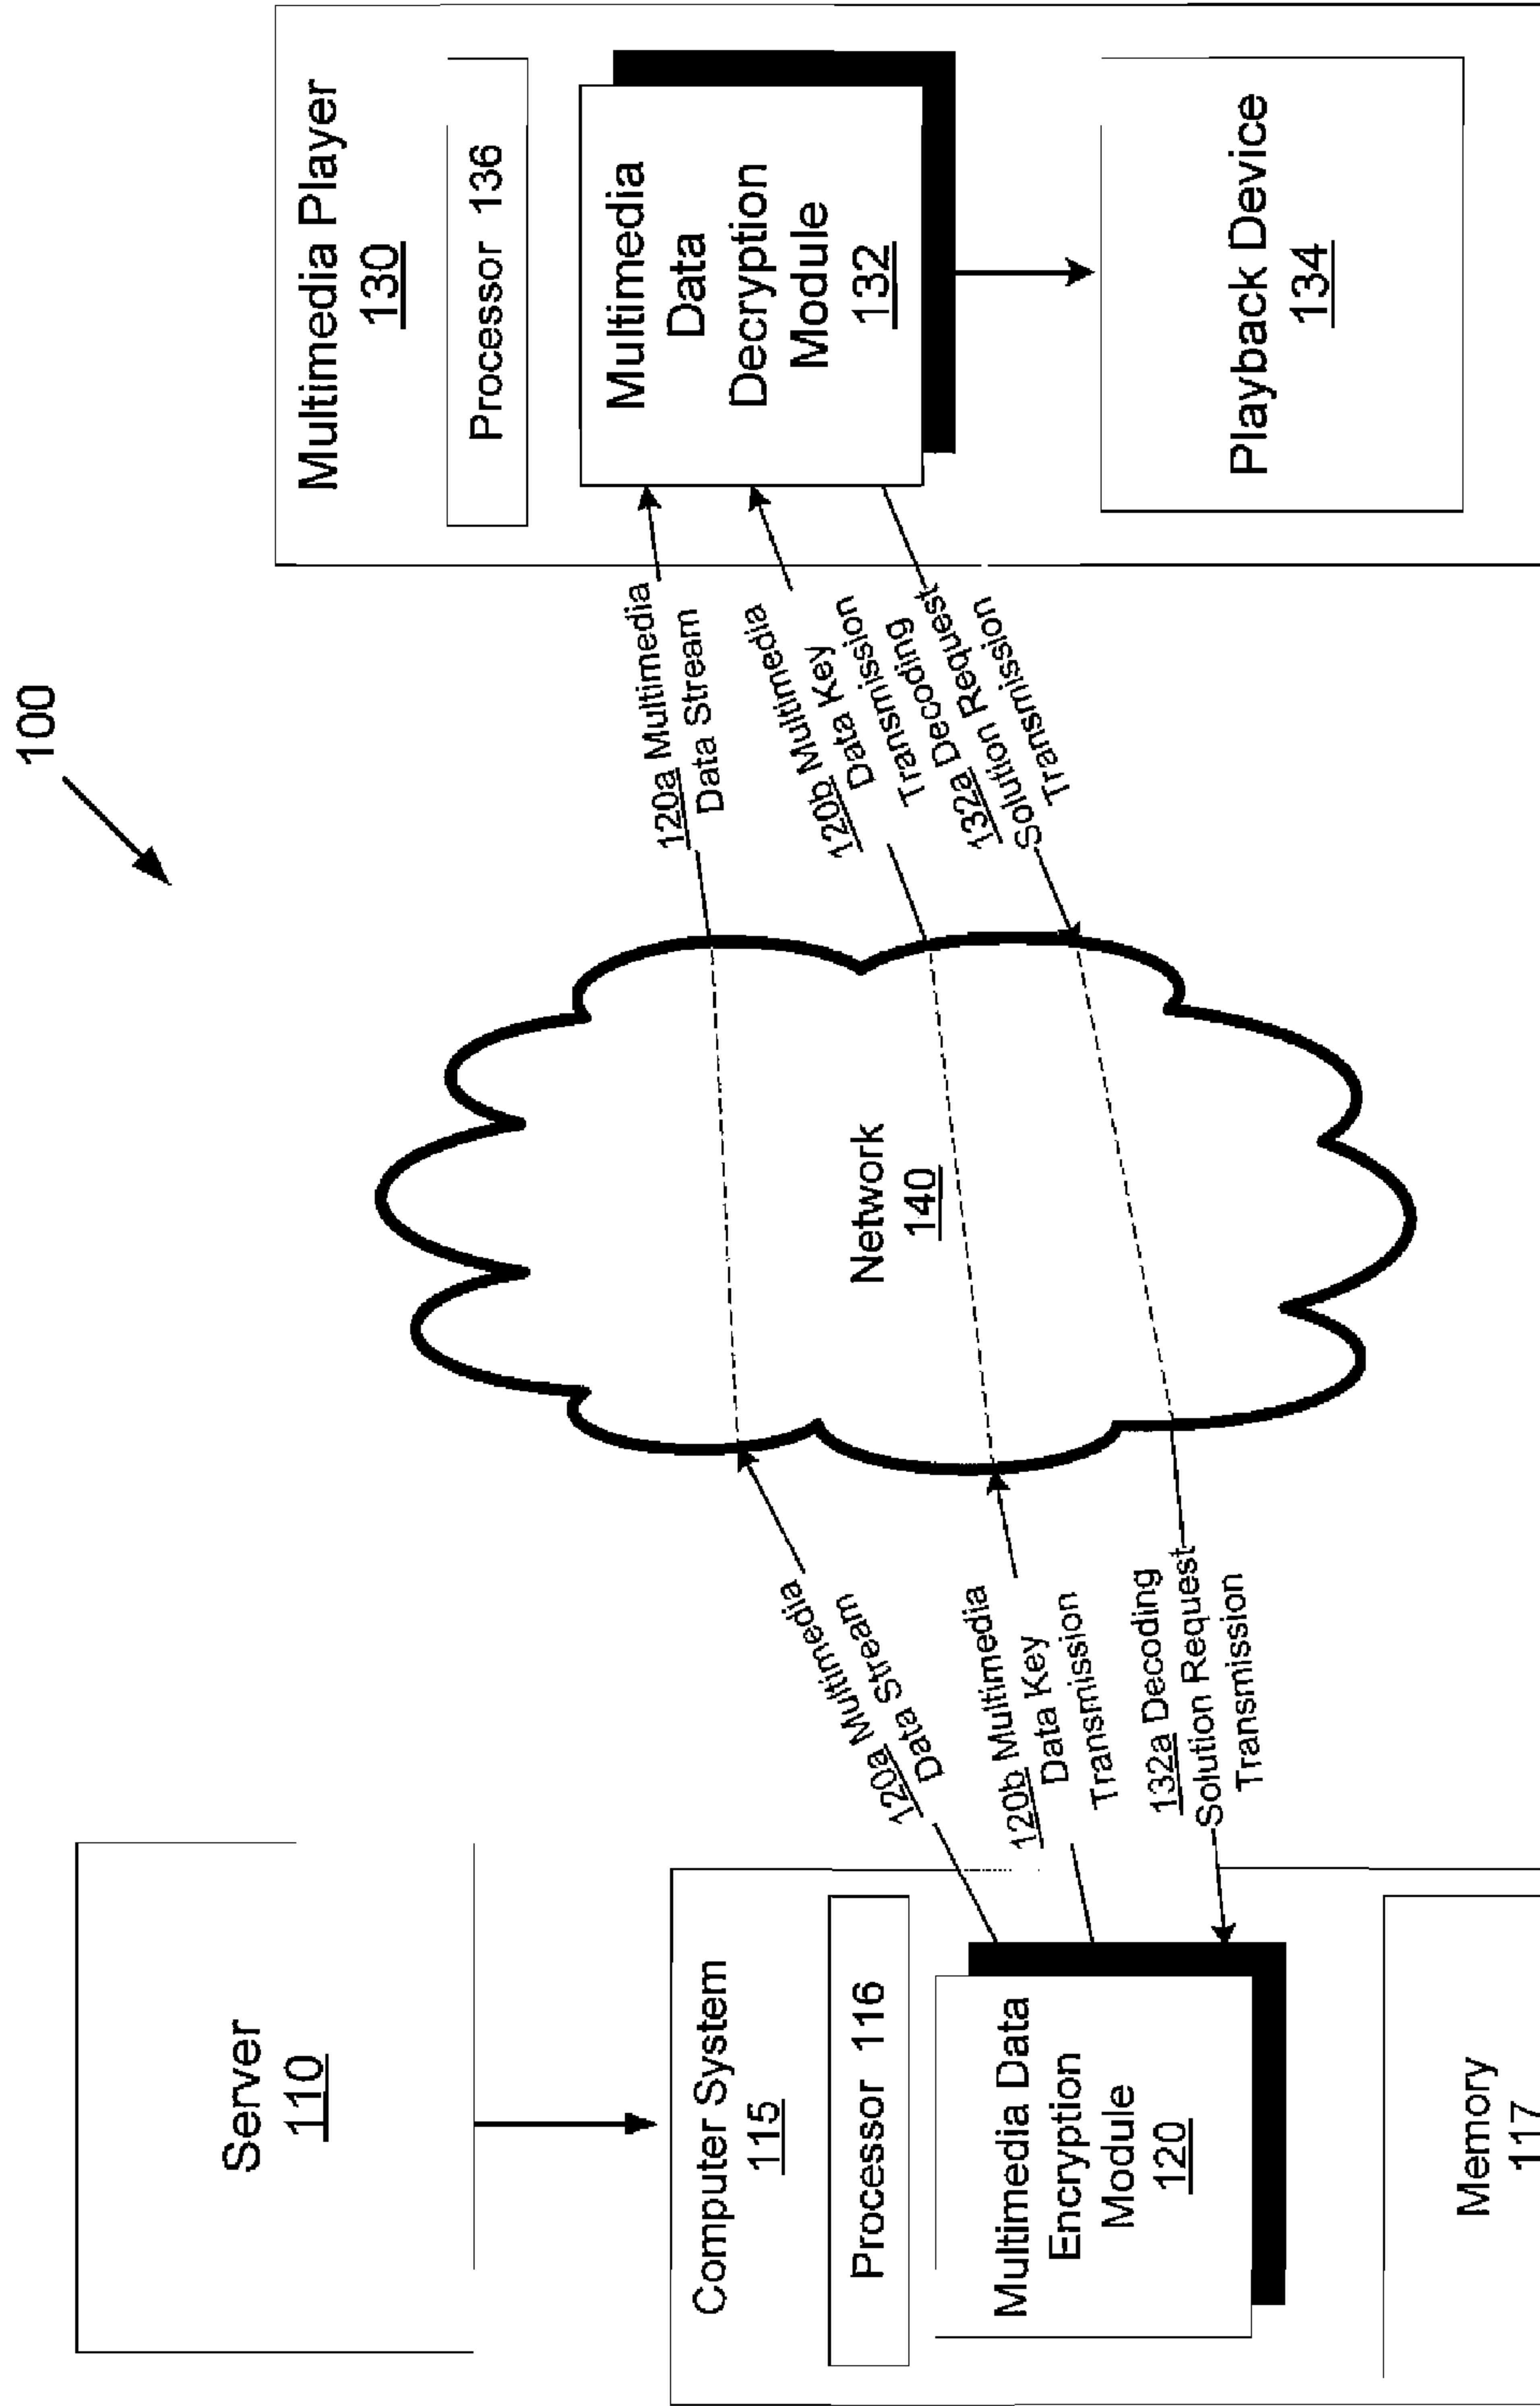 100
Server
110
Computer System
115
Processor 116
Multimedia Data
Encryption
Module
120
Memory
117
120a Multimedia
Data Stream
120b Multimedia
Data Key
Transmission
132a Decoding
Solution Request
Transmission
Network
140
120a Multimedia
Data Stream
120b Multimedia
Data Key
Transmission
132a Decoding
Solution Request
Transmission
Multimedia Player
130
Processor 136
Multimedia
Data
Decryption
Module
132
Playback Device
134